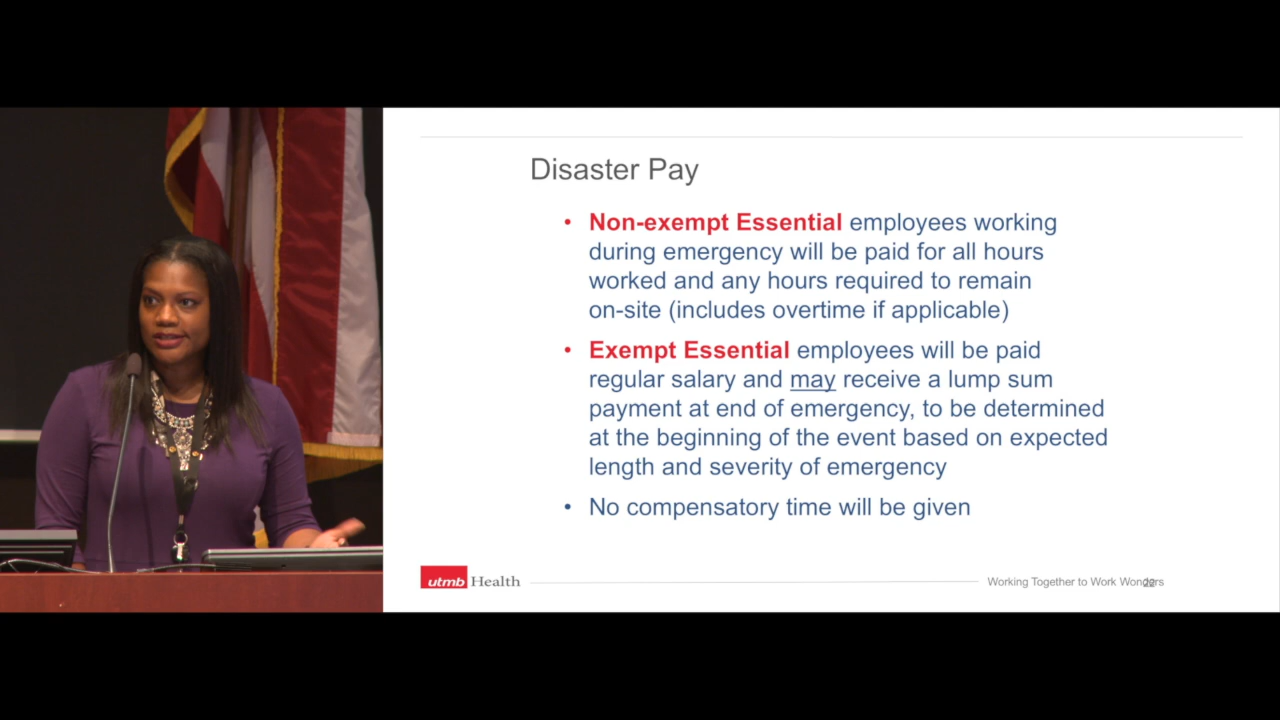 Disaster Pay
• Non-exempt Essential employees working
during emergency will be paid for all hours
worked and any hours required to remain
on-site (includes overtime if applicable)
• Exempt Essential employees will be paid
regular salary and may receive a lump sum
payment at end of emergency, to be determined
at the beginning of the event based on expected
length and severity of emergency
• No compensatory time will be given
utmb Health
Working Together to Work Wonders
22